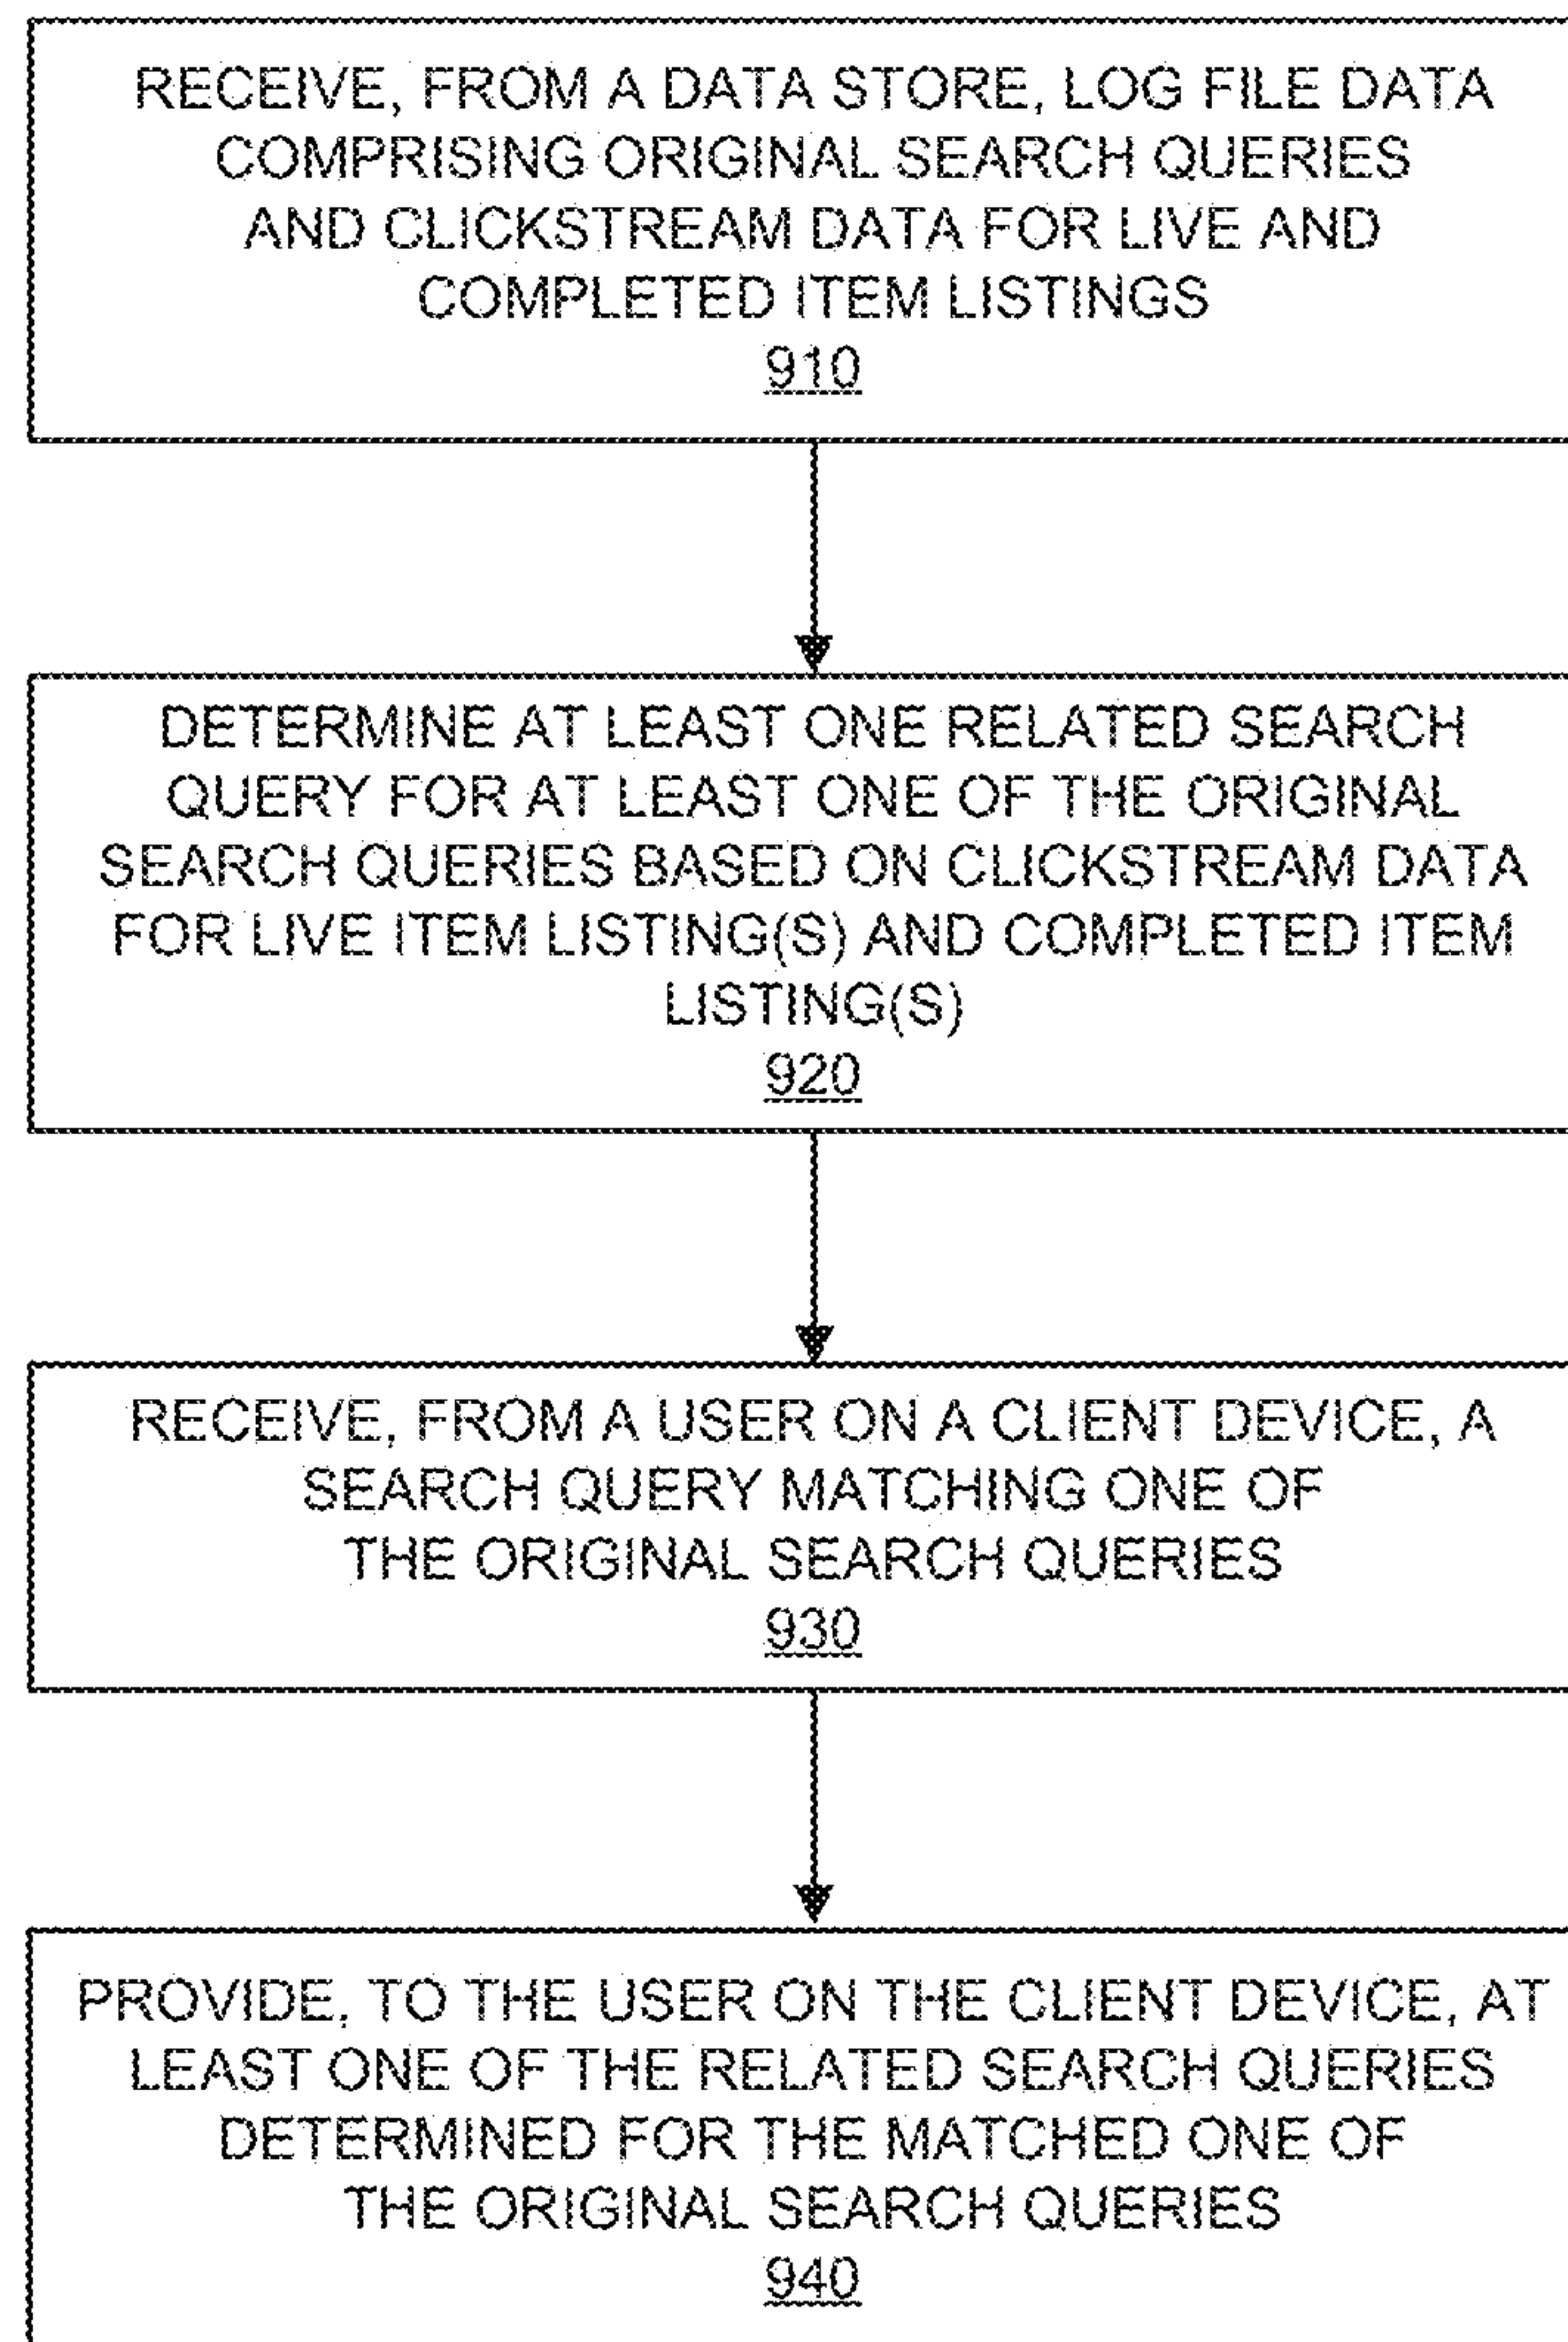 RECEIVE, FROM A DATA STORE, LOG FILE DATA
COMPRISING ORIGINAL SEARCH QUERIES
AND CLICKSTREAM DATA FOR LIVE AND
COMPLETED ITEM LISTINGS
910
DETERMINE AT LEAST ONE RELATED SEARCH
QUERY FOR AT LEAST ONE OF THE ORIGINAL
SEARCH QUERIES BASED ON CLICKSTREAM DATA
FOR LIVE ITEM LISTING(S) AND COMPLETED ITEM
LISTING(S)
920
RECEIVE, FROM A USER ON A CLIENT DEVICE, A
SEARCH QUERY MATCHING ONE OF
THE ORIGINAL SEARCH QUERIES
930
PROVIDE, TO THE USER ON THE CLIENT DEVICE, AT
LEAST ONE OF THE RELATED SEARCH QUERIES
DETERMINED FOR THE MATCHED ONE OF
THE ORIGINAL SEARCH QUERIES
940